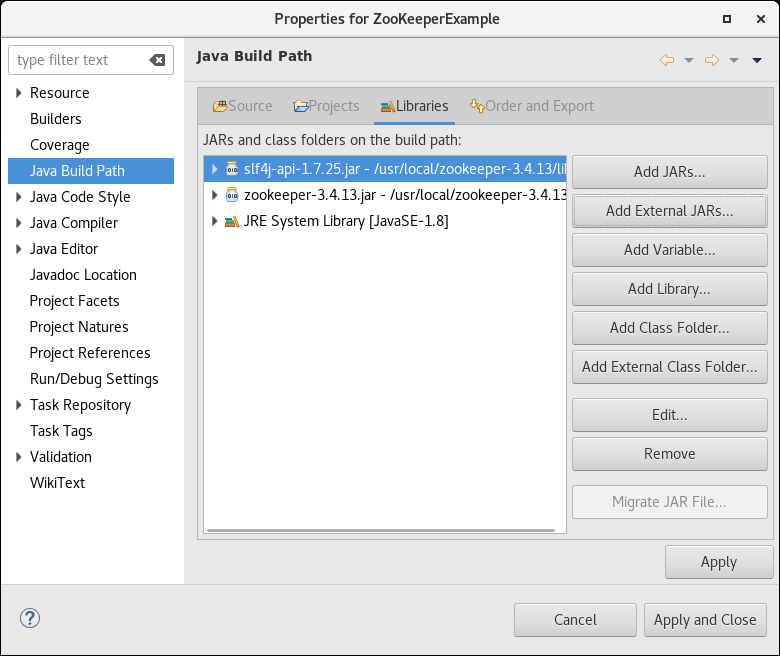 Properties for ZooKeeperExample
type filter text
Resource
Builders
Coverage
Java Build Path
Java Code Style
Java Compiler
Java Editor
Javadoc Location
Project Facets
Project Natures
Project References
Run/Debug Settings
Task Repository
Task Tags
Validation
WikiText
Java Build Path
Source Projects Libraries Order and Export
JARs and class folders on the build path:
slf4j-api-1.7.25.jar - /usr/local/zookeeper-3.4.13/li
zookeeper-3.4.13.jar - /usr/local/zookeeper-3.4.13
JRE System Library [JavaSE-1.8]
Add JARs...
Add External JARs...
Add Variable...
Add Library...
Add Class Folder...
Add External Class Folder...
Edit...
Remove
Migrate JAR File...
Apply
?
Cancel Apply and Close